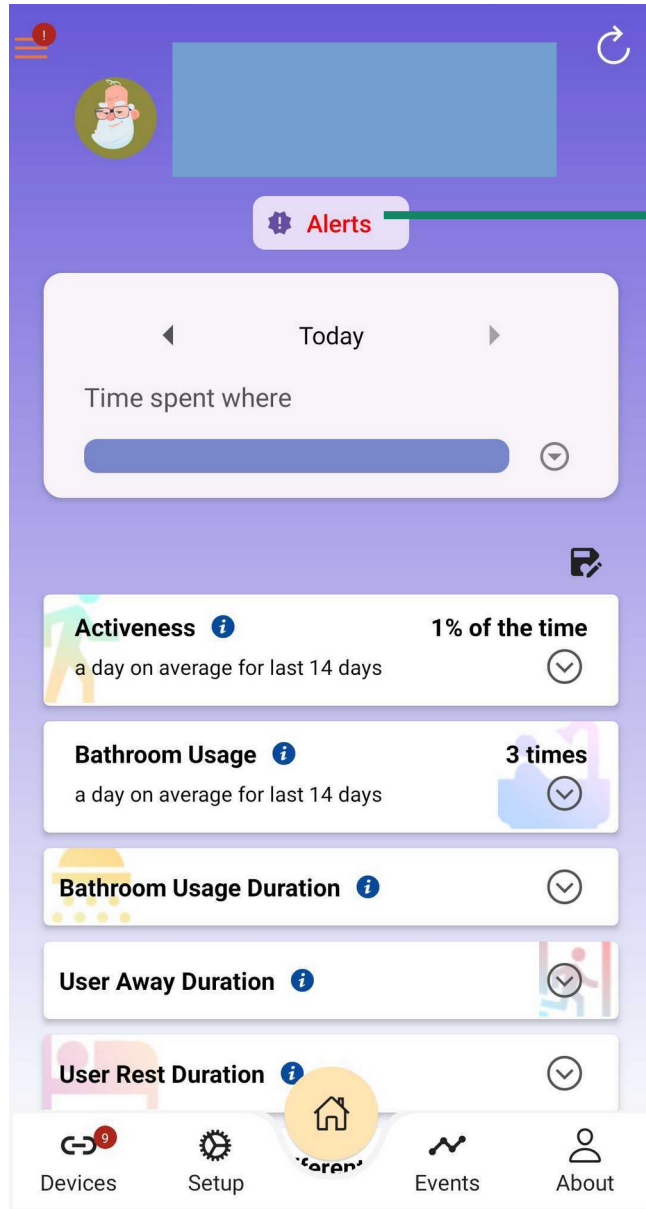 !
Alerts
Today
Time spent where
Activeness i 1% of the time
a day on average for last 14 days
Bathroom Usage i 3 times
a day on average for last 14 days
Bathroom Usage Duration i
User Away Duration i
User Rest Duration i
9
Devices Setup Events About